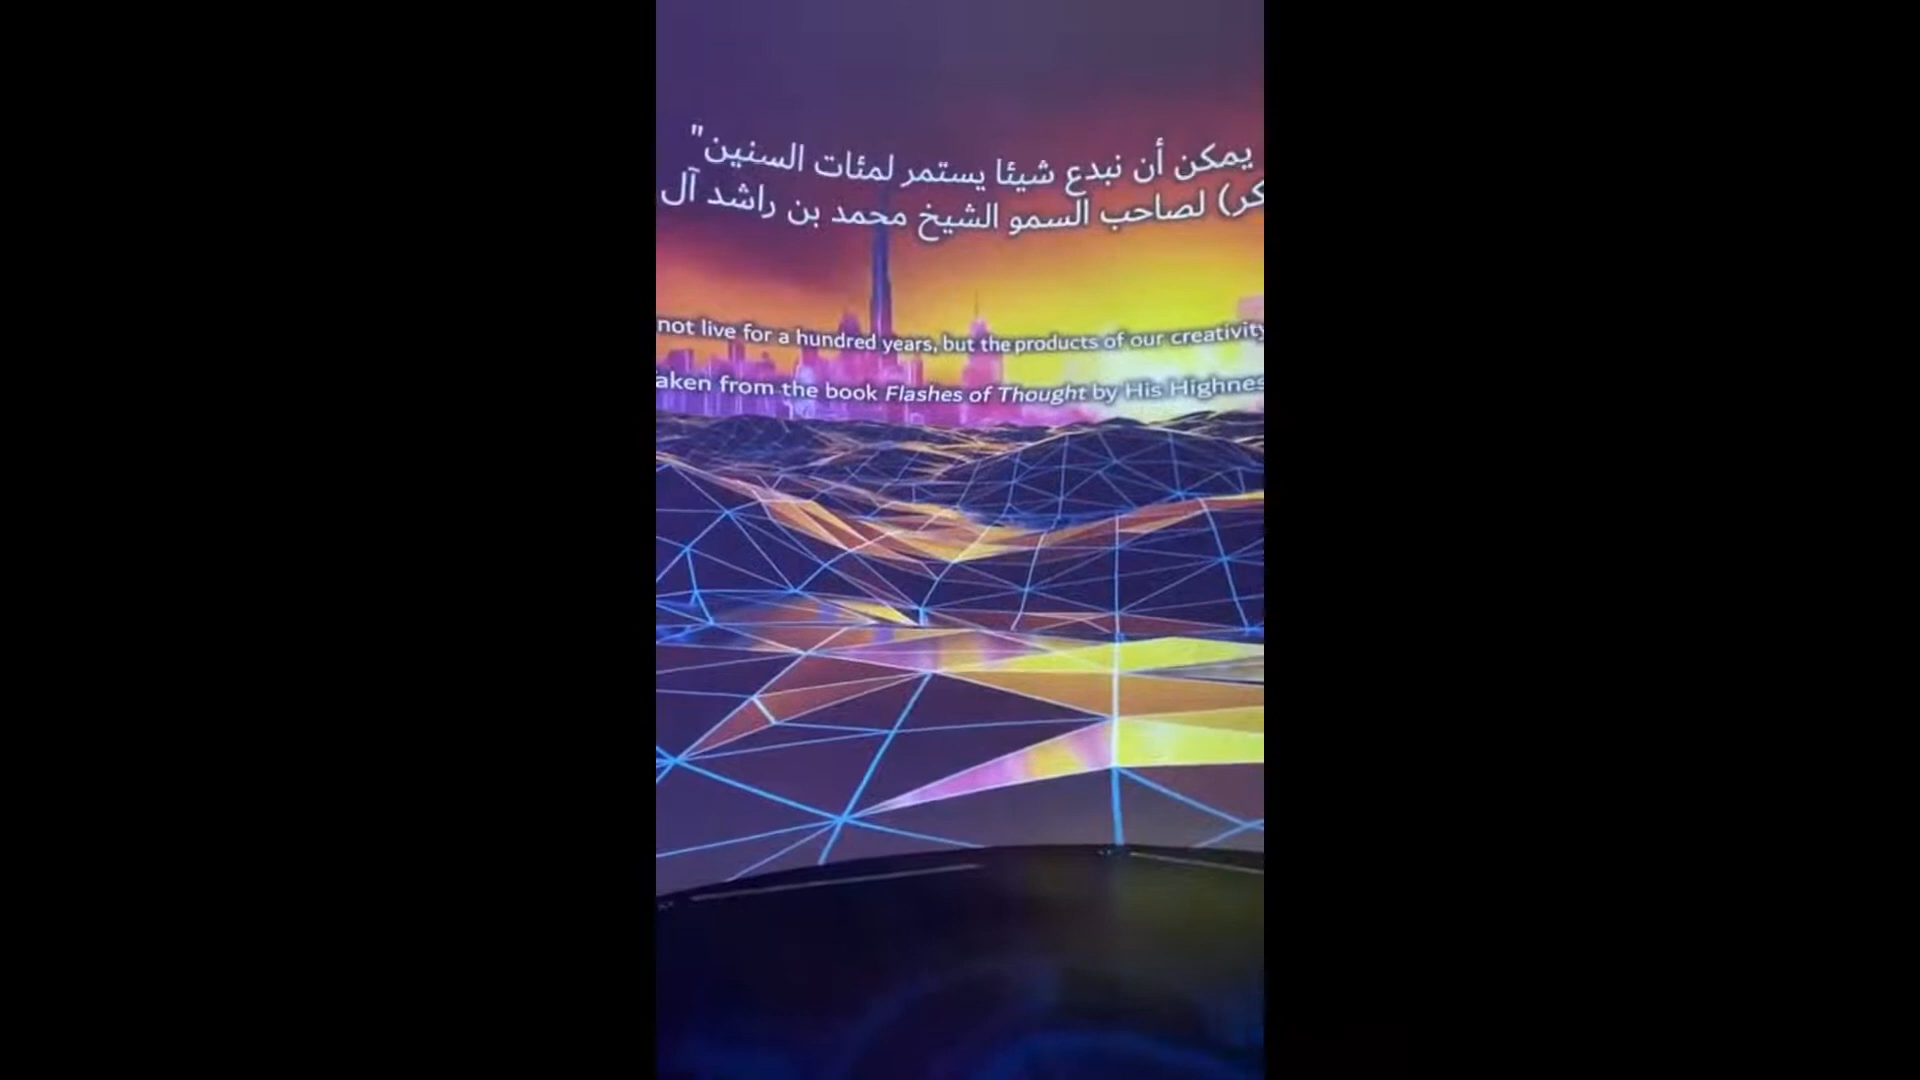 يمكن أن نبدع شيئا يستمر لمئات السنين"
كر) لصاحب السمو الشيخ محمد بن راشد آل
not live for a hundred years, but the products of our creativity
aken from the book Flashes of Thought by His Highnes